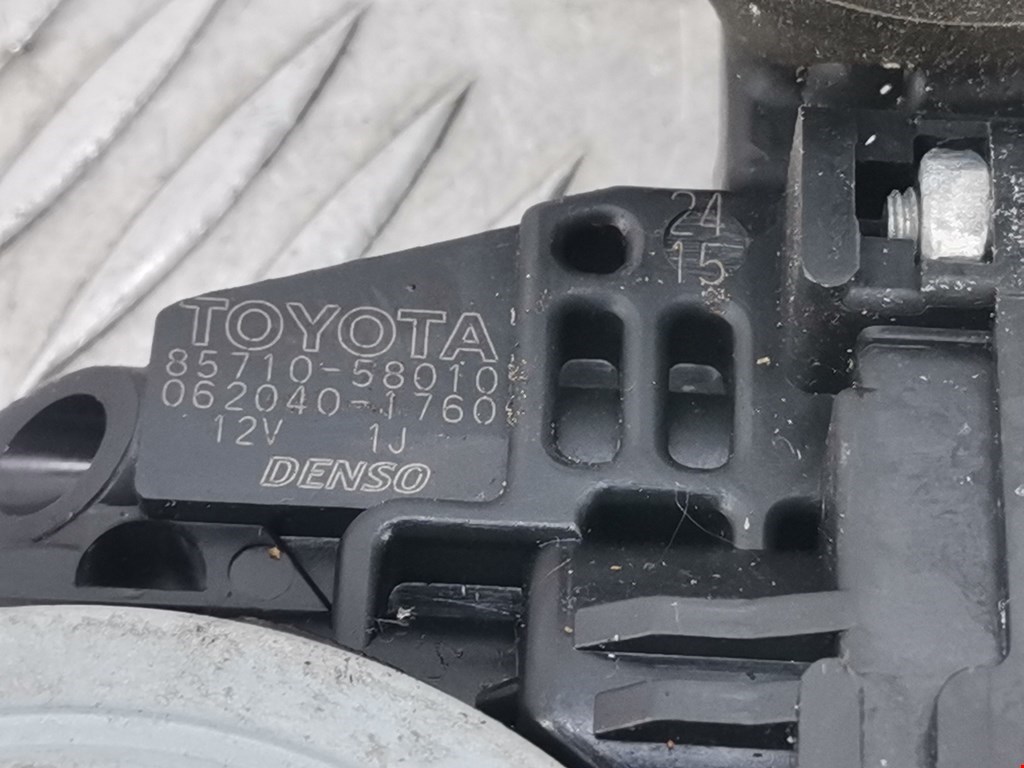 24
15
TOYOTA
85710-58010
062040-1760
12V 1J
DENSO